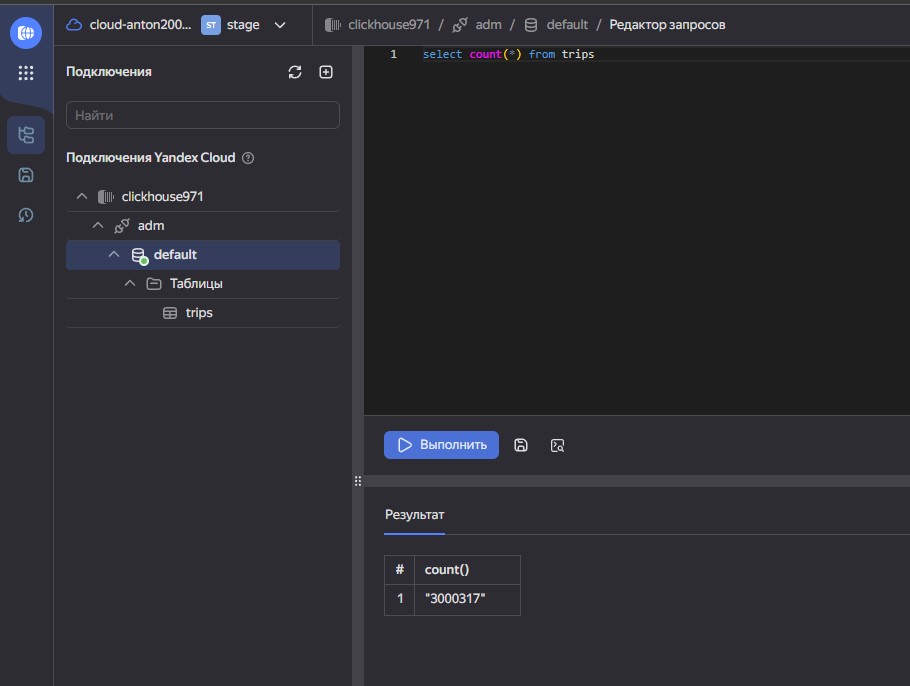 cloud-anton200... ST stage
clickhouse971 / adm / default / Редактор запросов
Подключения
Найти
Подключения Yandex Cloud ?
clickhouse971
adm
default
Таблицы
trips
1 select count(*) from trips
Выполнить
Результат
# count()
1 "3000317"